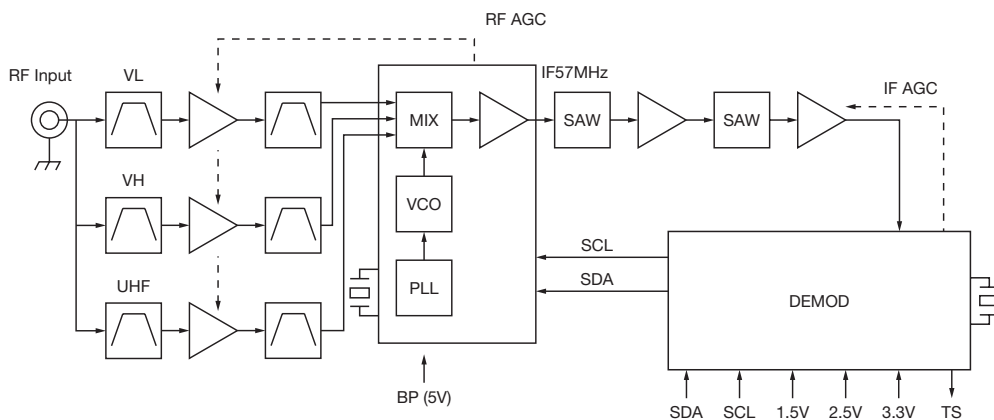 RF AGC
RF Input
VL
IF57MHz
IF AGC
MIX
SAW
SAW
VH
VCO
SCL
UHF
PLL
SDA
DEMOD
BP (5V)
SDA
SCL
1.5V
2.5V
3.3V
TS